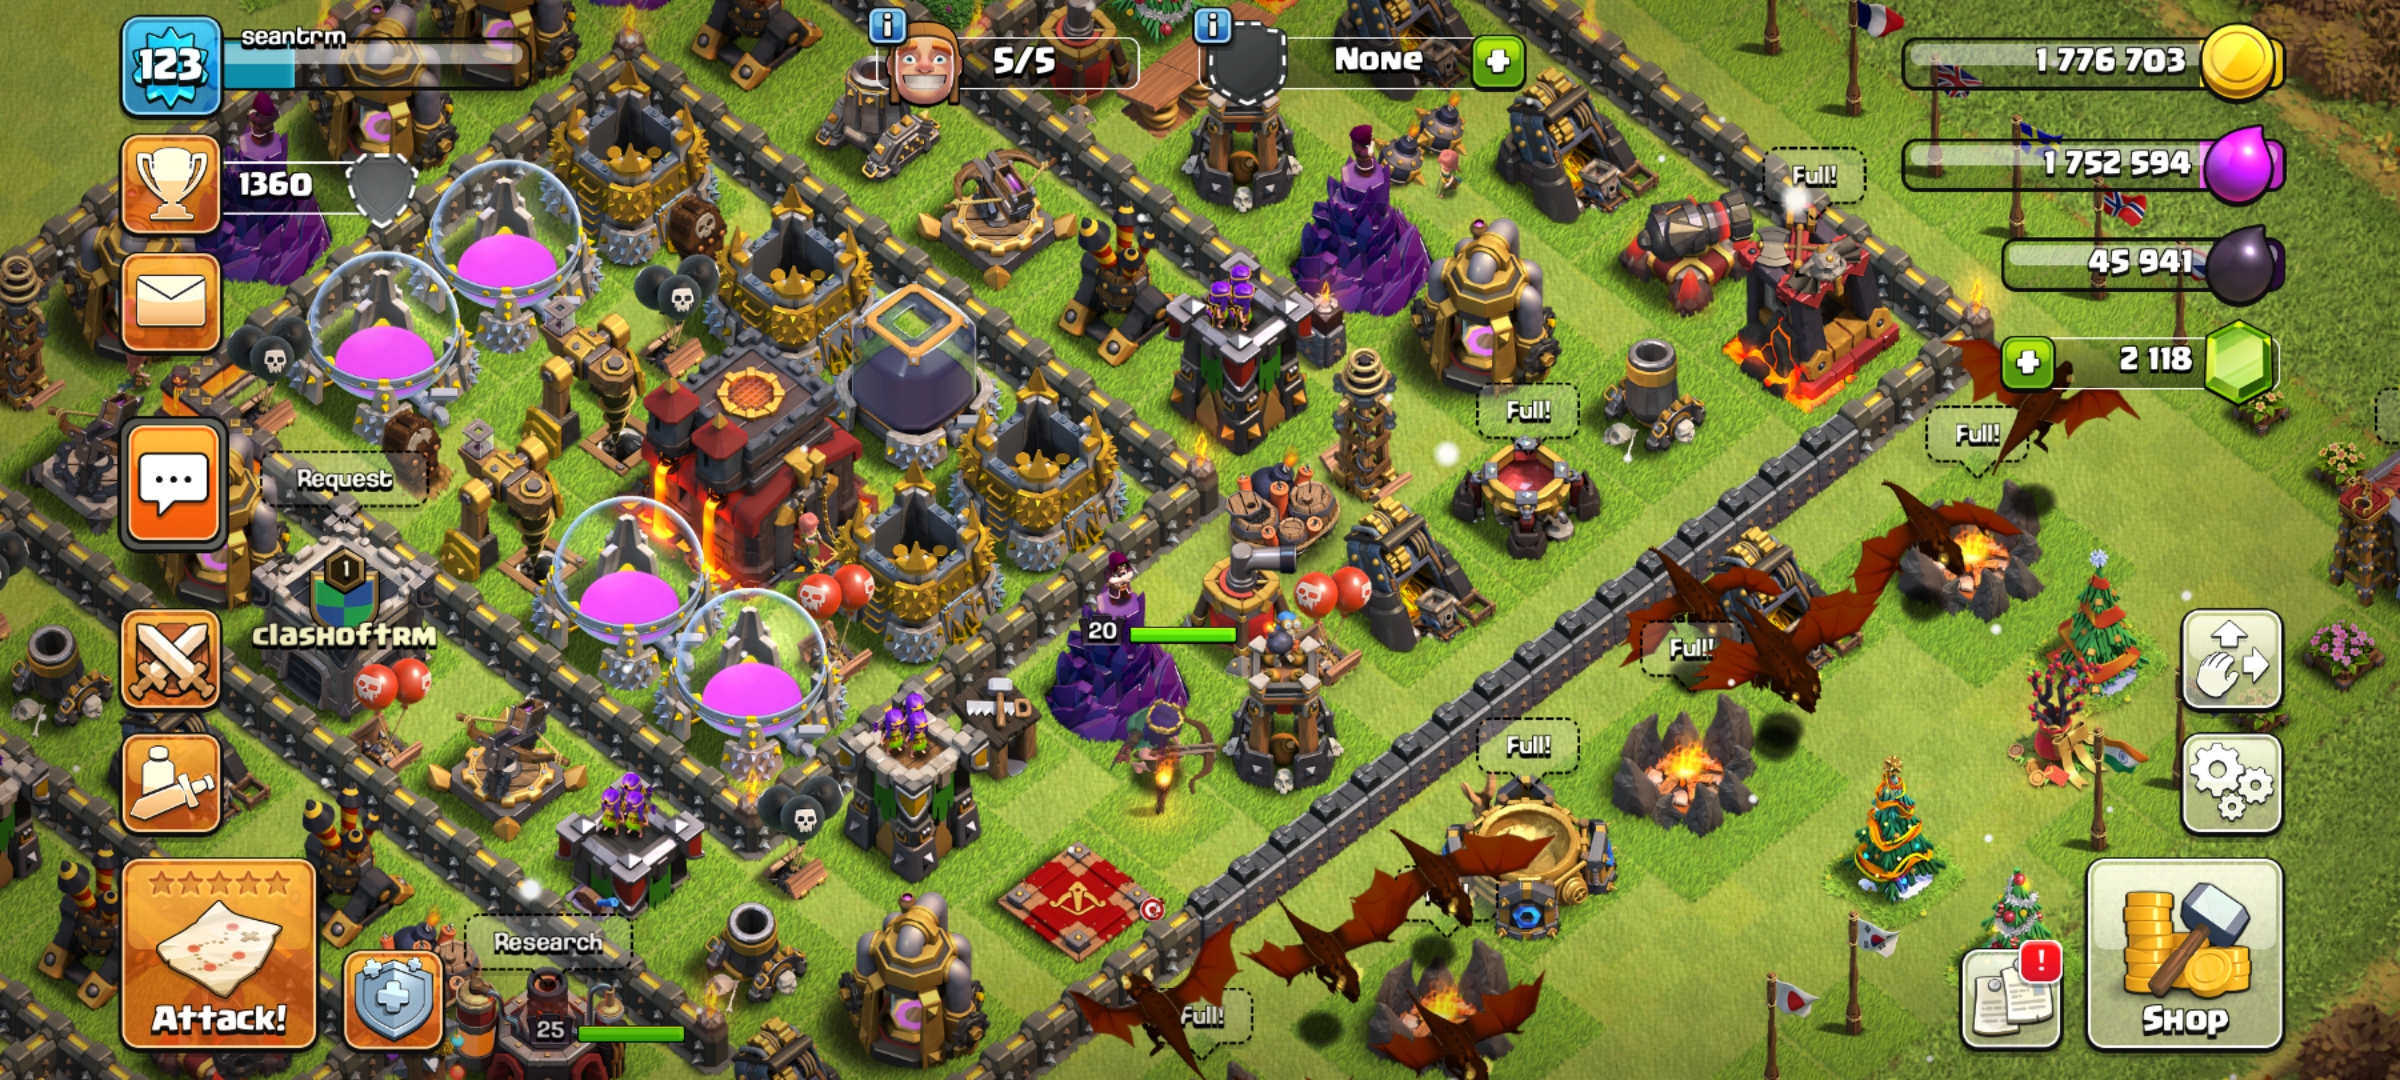 seantrm
123
5/5
None
1 776 703
1360
Full!
1 752 594
45 941
2 118
Full!
Full!
Request
1
clashoftrm
20
Full!
Full!
Research
Full!
25
Attack!
!
Shop